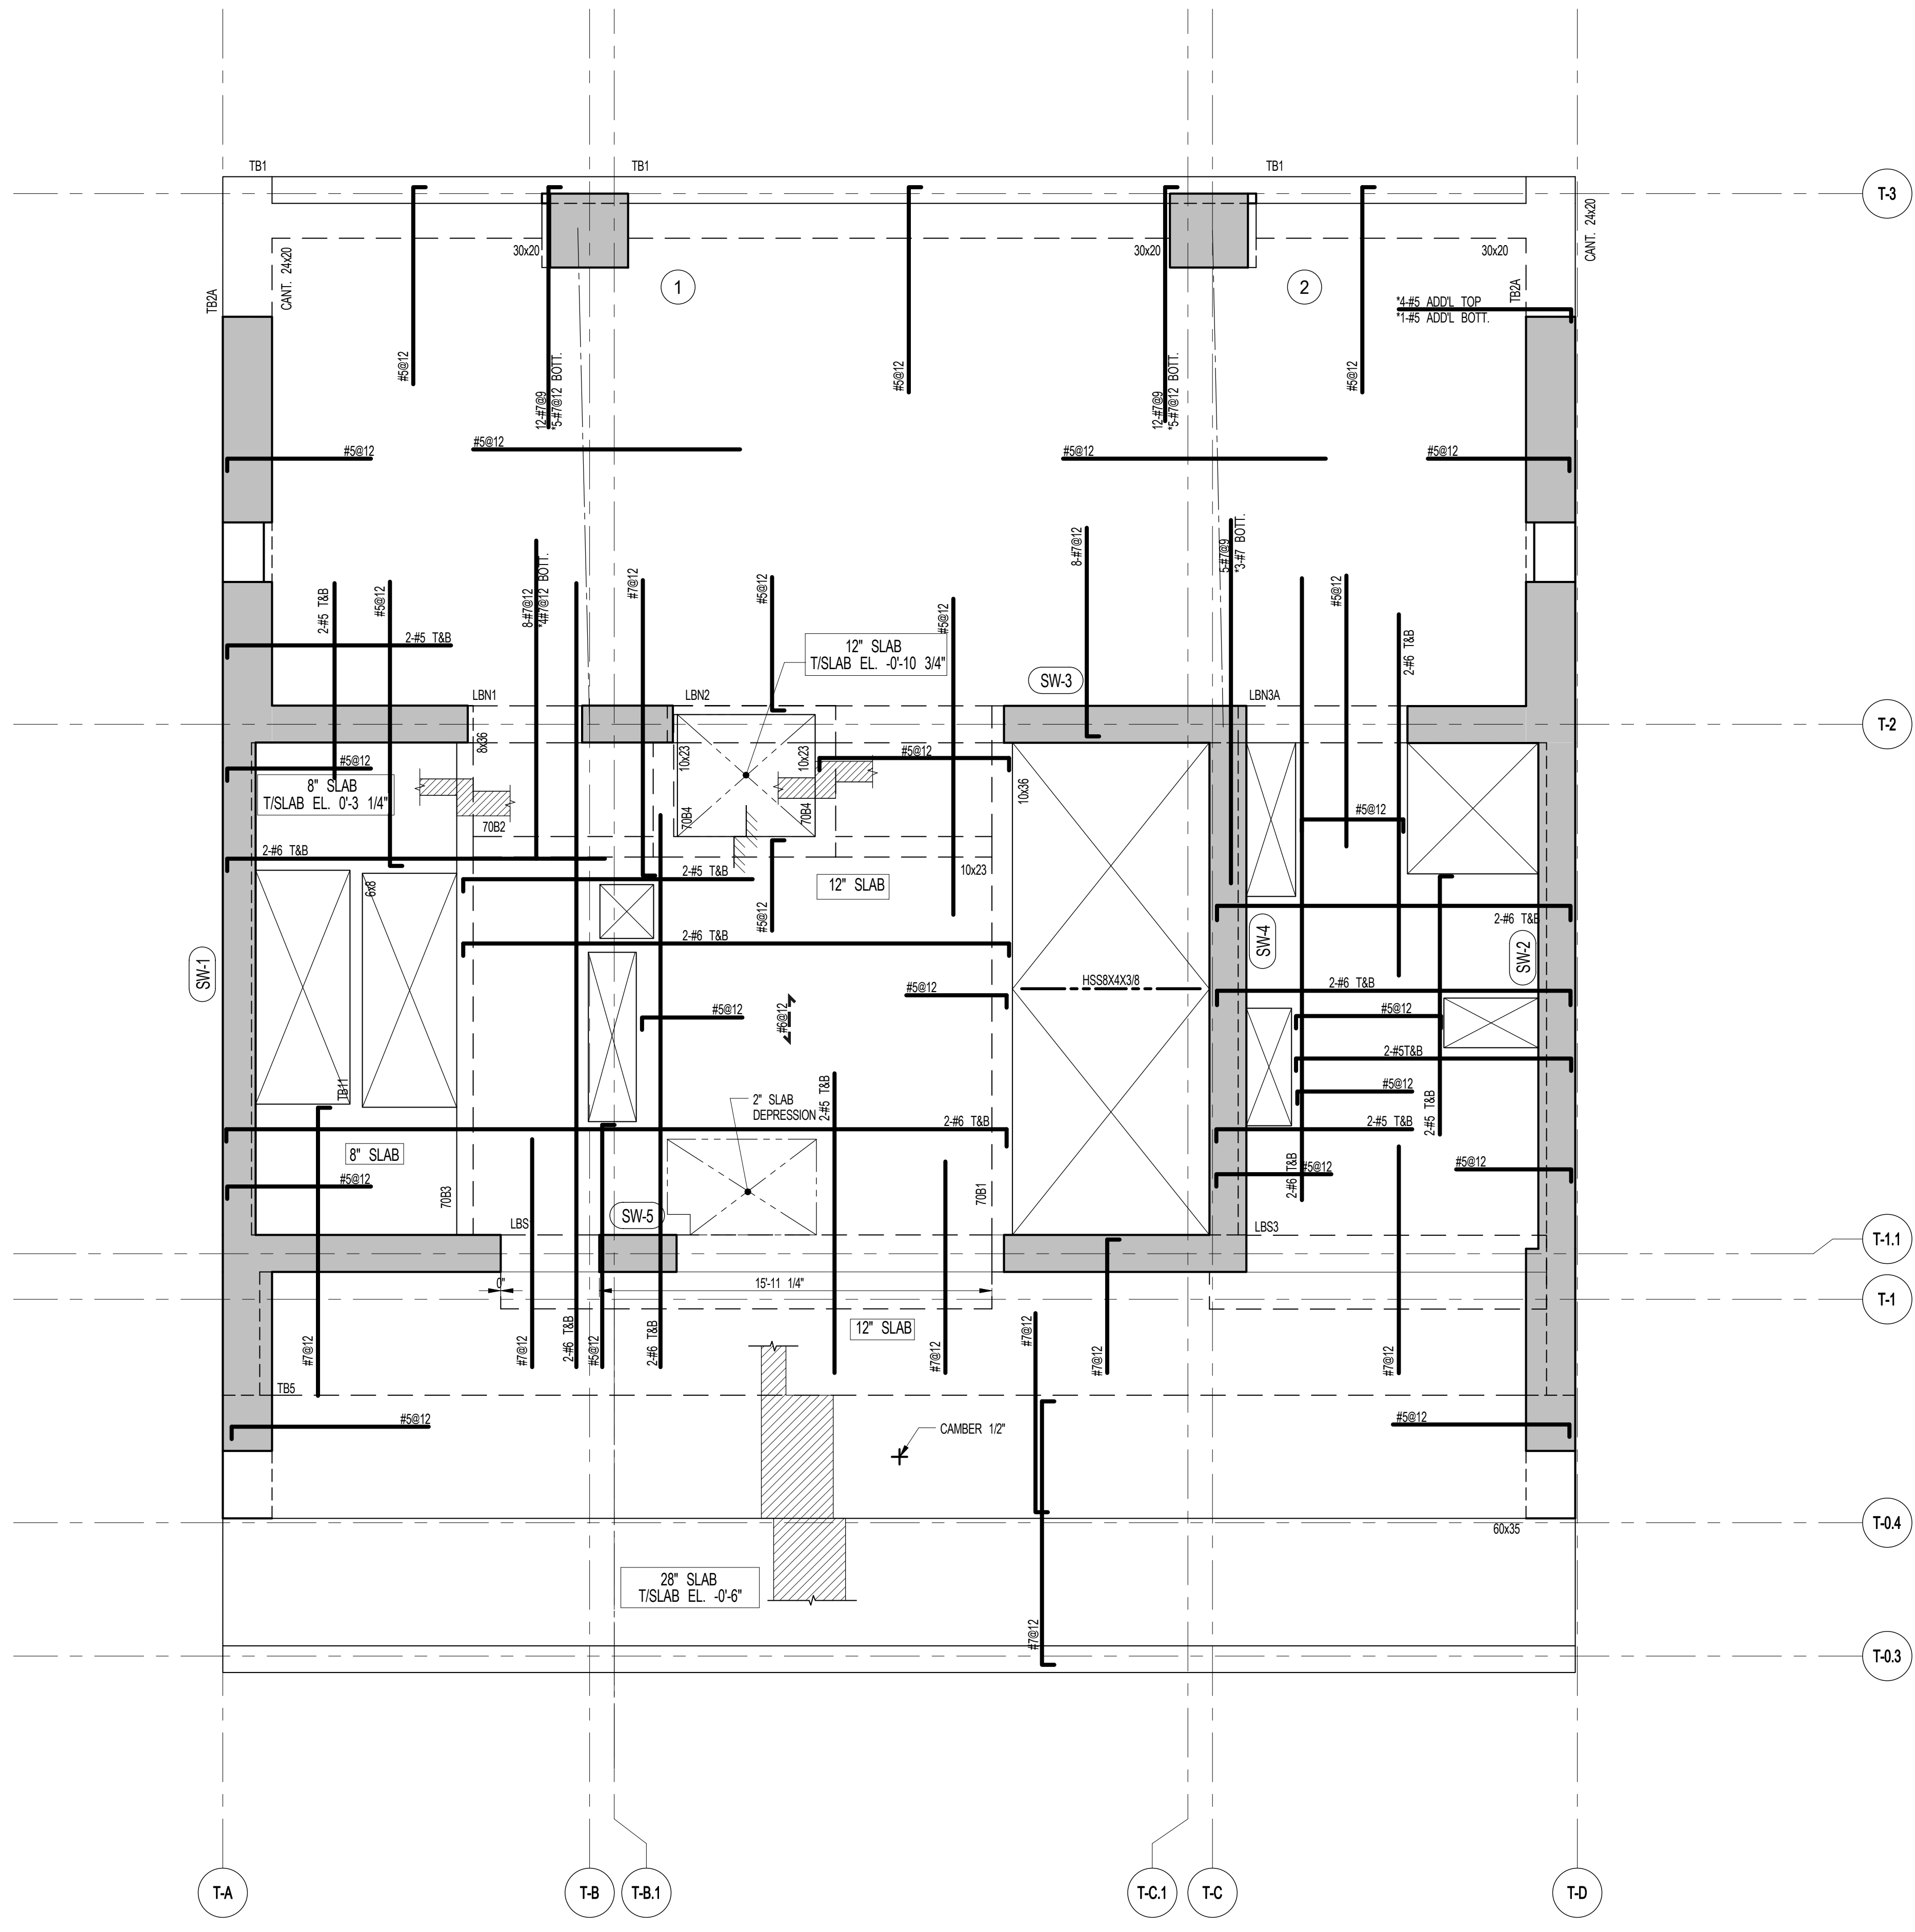 TB1
TB1
TB1
T-3
CANT. 24x20
30x20
30x20
30x20
CANT. 24x20
TB2A
1
2
TB2A
*4-#5 ADD'L TOP
*1-#5 ADD'L BOTT.
#5@12
12-#7@9
*5-#7@12 BOTT.
#5@12
12-#7@9
*5-#7@12 BOTT.
#5@12
#5@12
#5@12
#5@12
#5@12
8-#7@12
5-#7@9
*3-#7 BOTT.
2-#5 T&B
#5@12
8-#7@12
*4#7@12 BOTT.
#7@12
#5@12
#5@12
#5@12
2-#6 T&B
2-#5 T&B
12" SLAB
T/SLAB EL. -0'-10 3/4"
SW-3
LBN1
LBN2
LBN3A
T-2
8x36
10x23
10x23
#5@12
#5@12
10x36
8" SLAB
T/SLAB EL. 0'-3 1/4"
70B2
70B4
70B4
#5@12
2-#6 T&B
2-#5 T&B
10x23
12" SLAB
6x8
#5@12
2-#6 T&B
SW-4
SW-2
2-#6 T&B
SW-1
HSS8X4X3/8
2-#6 T&B
#5@12
#5@12
#6@12
#5@12
2-#5T&B
TB11
2-#5 T&B
2" SLAB
DEPRESSION
#5@12
2-#5 T&B
2-#6 T&B
2-#5 T&B
8" SLAB
#5@12
70B3
70B1
2-#6 T&B
#5@12
#5@12
LBS
SW-5
LBS3
T-1.1
0"
15'-11 1/4"
T-1
12" SLAB
#7@12
#7@12
2-#6 T&B
#5@12
2-#6 T&B
#7@12
#7@12
#7@12
#7@12
TB5
#5@12
CAMBER 1/2"
#5@12
60x35
T-0.4
28" SLAB
T/SLAB EL. -0'-6"
#7@12
T-0.3
T-A
T-B
T-B.1
T-C.1
T-C
T-D